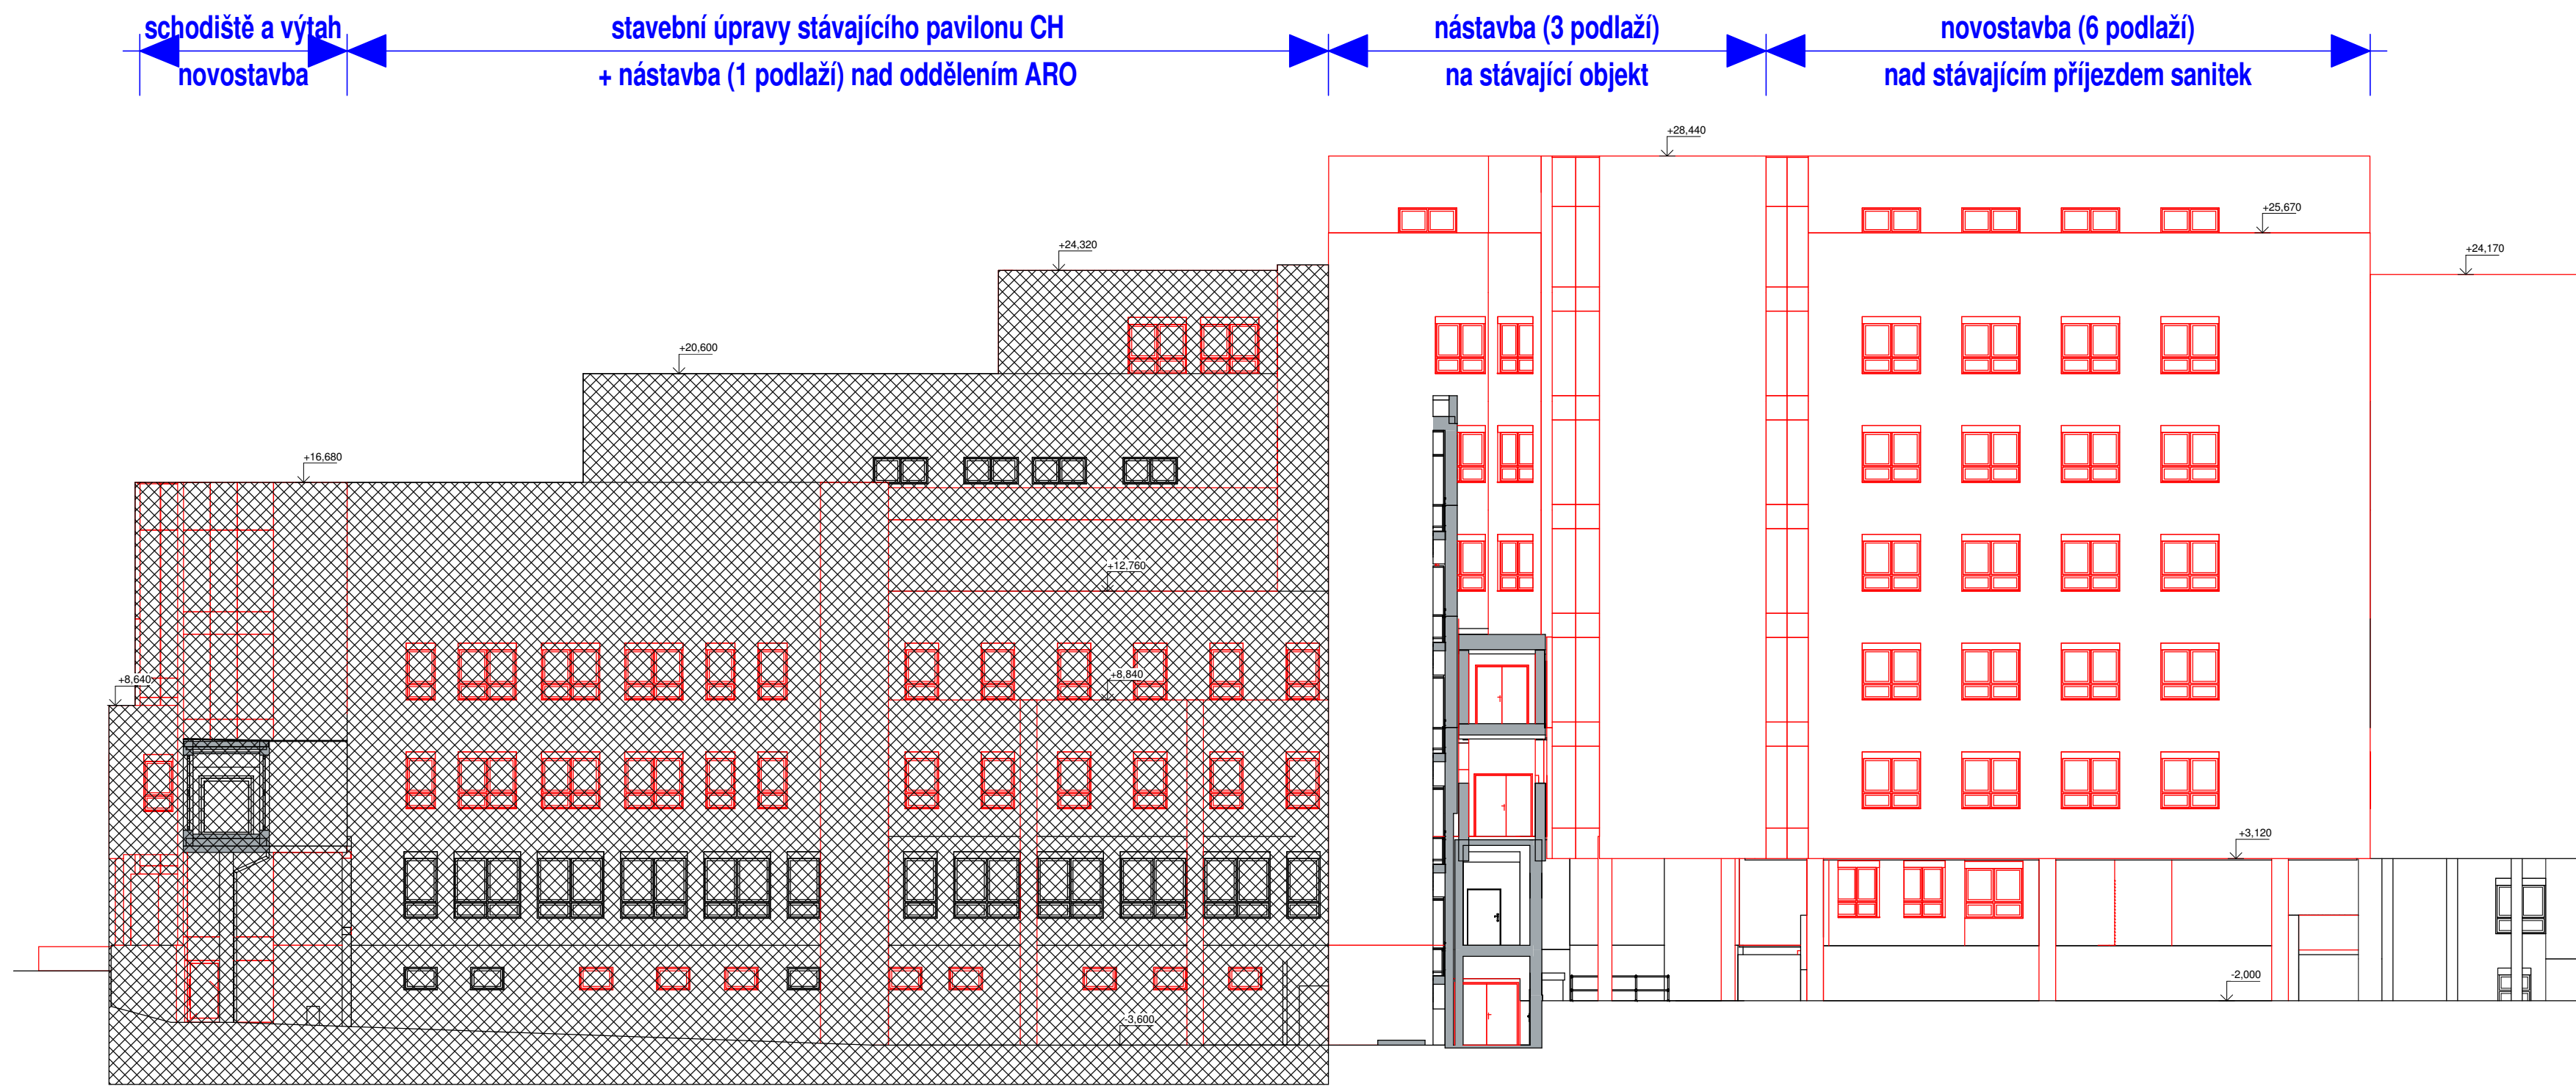 schodiště a výtah
novostavba
stavební úpravy stávajícího pavilonu CH
+ nástavba (1 podlaží) nad oddělením ARO
nástavba (3 podlaží)
na stávající objekt
novostavba (6 podlaží)
nad stávajícím příjezdem sanitek
+28,440
+25,670
+24,320
+24,170
+20,600
+16,680
+12,760
+8,640
+8,840
+3,120
-2,000
-3,600